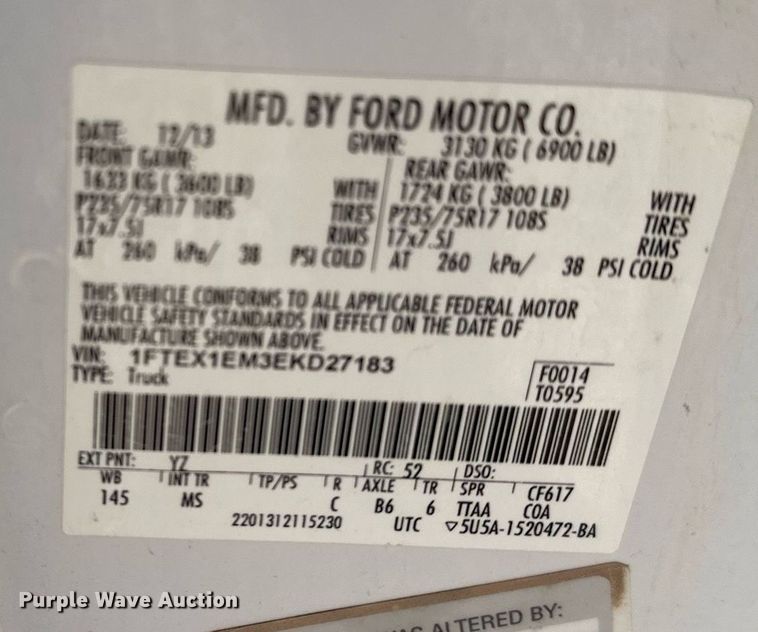 MFD. BY FORD MOTOR CO.
DATE: 12/13 GVWR: 3130 KG ( 6900 LB)
FRONT GAWR: REAR GAWR:
1633 KG ( 3600 LB) WITH 1724 KG ( 3800 LB) WITH
P235/75R17 108S TIRES P235/75R17 108S TIRES
17x7.5J RIMS 17x7.5J RIMS
AT 260 kPa/ 38 PSI COLD AT 260 kPa/ 38 PSI COLD
THIS VEHICLE CONFORMS TO ALL APPLICABLE FEDERAL MOTOR
VEHICLE SAFETY STANDARDS IN EFFECT ON THE DATE OF
MANUFACTURE SHOWN ABOVE.
VIN: 1FTEX1EM3EKD27183
TYPE: Truck
F0014
T0595
EXT PNT: YZ RC: 52 DSO:
WB INT TR TP/PS R AXLE TR SPR CF617
145 MS C B6 6 TTAA COA
2201312115230 UTC ▽5U5A-1520472-BA
ALTERED BY:
Purple Wave Auction